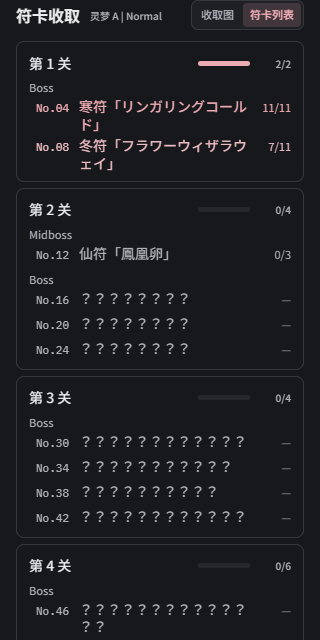 符卡收取 灵梦 A | Normal 收取图 符卡列表
第 1 关 2/2
Boss
No.04 寒符「リンガリングコール 11/11
ド」
No.08 冬符「フラワーウィザラウ 7/11
ェイ」
第 2 关 0/4
Midboss
No.12 仙符「鳳凰卵」 0/3
Boss
No.16 ？？？？？？？？ —
No.20 ？？？？？？？？ —
No.24 ？？？？？？？？ —
第 3 关 0/4
Boss
No.30 ？？？？？？？？？？？？ —
No.34 ？？？？？？？？？？？ —
No.38 ？？？？？？？？？？ —
No.42 ？？？？？？？？？？？？ —
第 4 关 0/6
Boss
No.46 ？？？？？？？？？？？？ —
？？